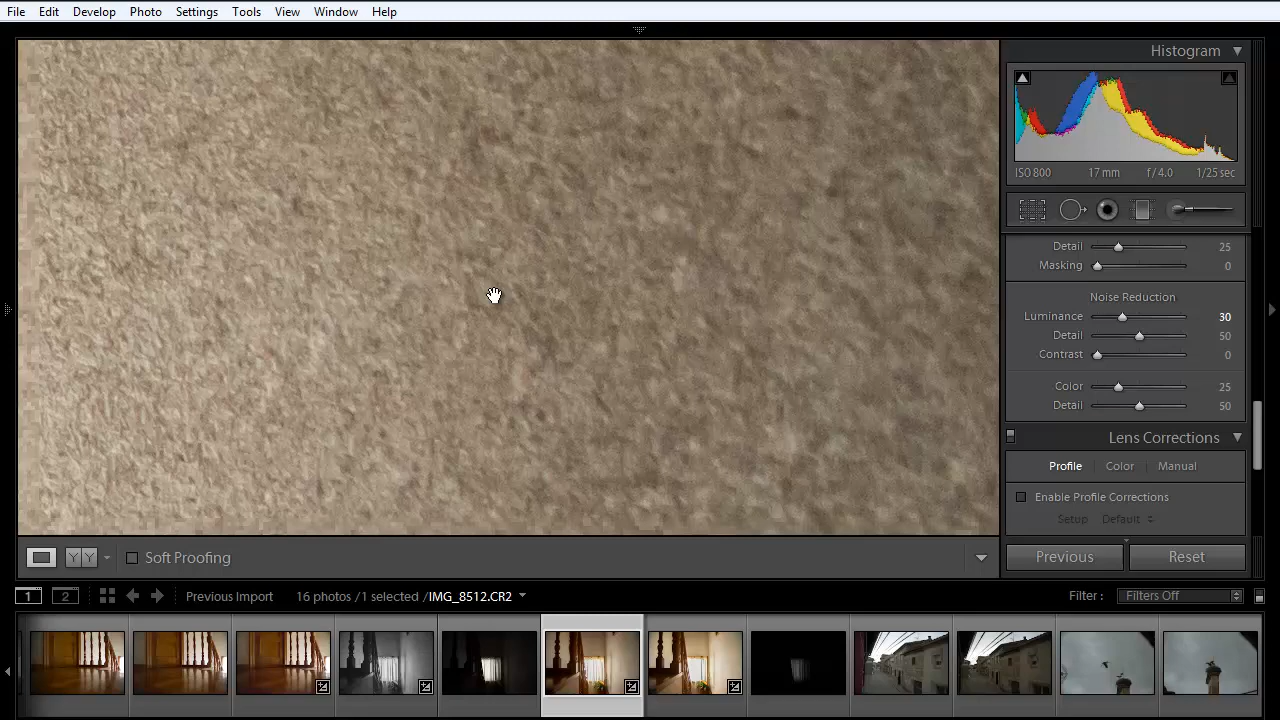 File Edit Develop Photo Settings Tools View Window Help
Histogram
ISO 800 17 mm f / 4.0 1/25 sec
Detail 25
Masking 0
Noise Reduction
Luminance 30
Detail 50
Contrast 0
Color 25
Detail 50
Lens Corrections
Profile Color Manual
Enable Profile Corrections
Setup Default
Previous Reset
Y Y Soft Proofing
1 2 Previous Import 16 photos /1 selected /IMG_8512.CR2 Filter : Filters Off